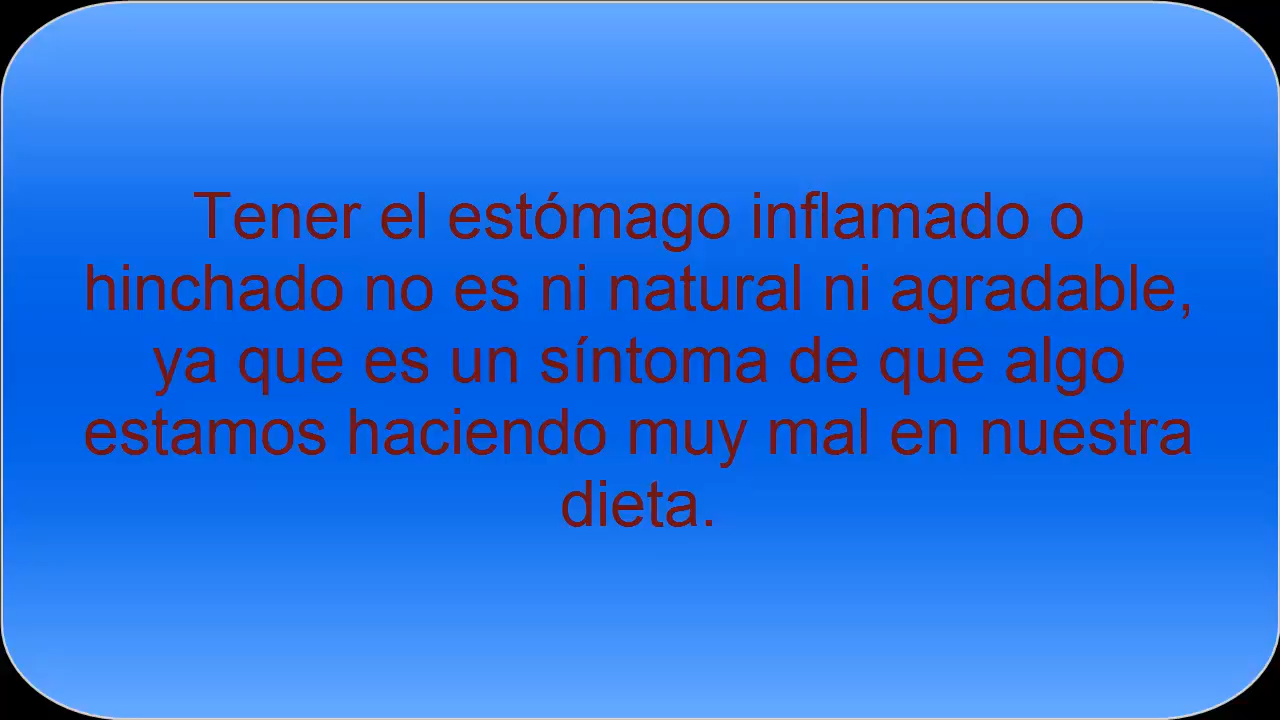 Tener el estómago inflamado o
hinchado no es ni natural ni agradable,
ya que es un síntoma de que algo
estamos haciendo muy mal en nuestra
dieta.